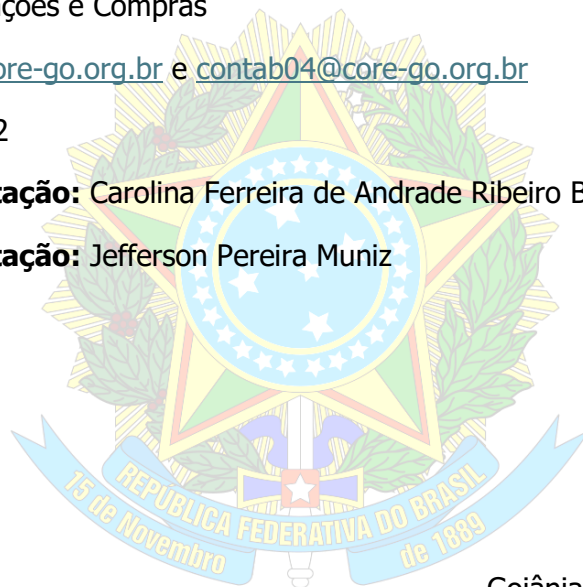 ções e Compras
ore-go.org.br e contab04@core-go.org.br
2
tação: Carolina Ferreira de Andrade Ribeiro B
tação: Jefferson Pereira Muniz
REPÚBLICA FEDERATIVA DO BRASIL
15 de Novembro de 1889
Goiânia